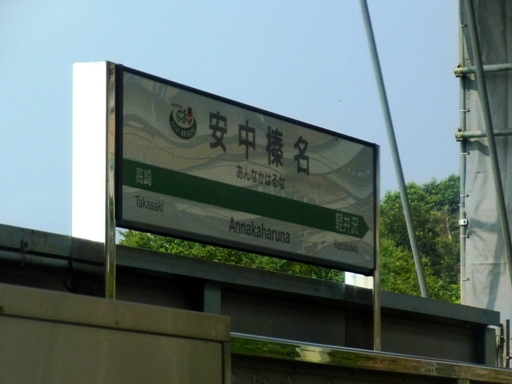 安中榛名
あんなかはるな
高崎
軽井沢
Takasaki
Annakaharuna
Karuizawa